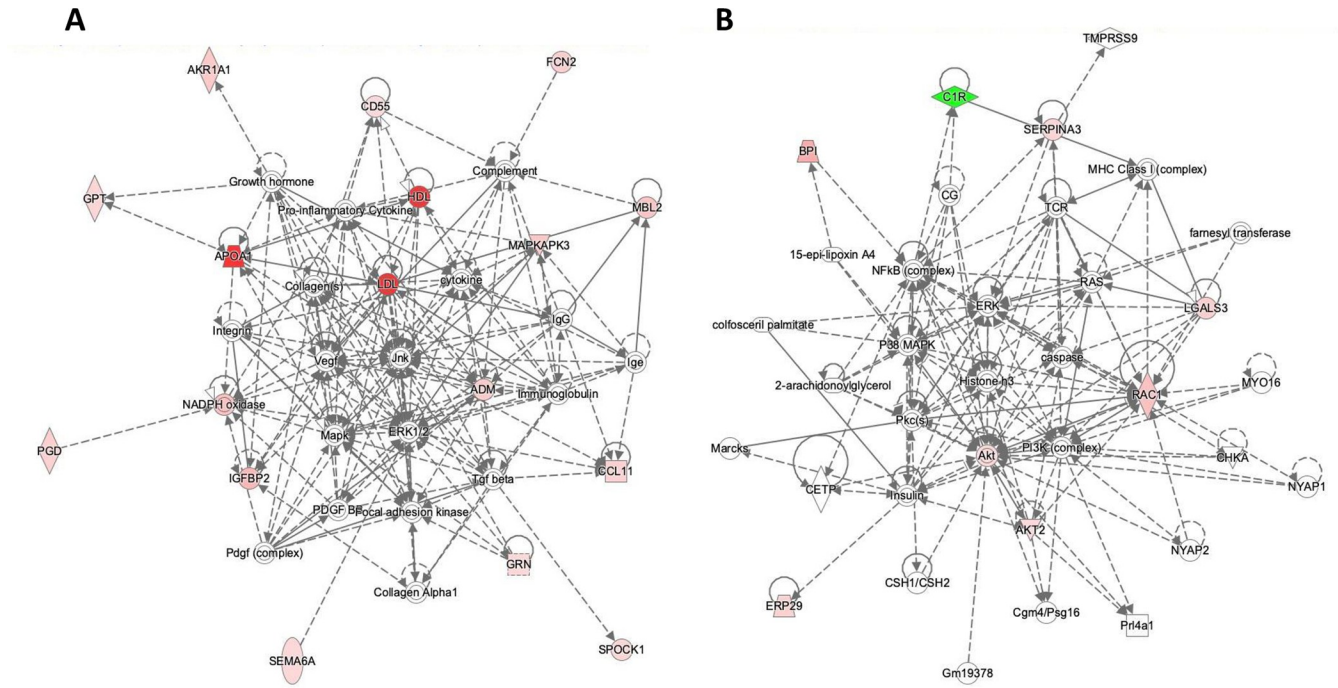 A
AKR1A1
FCN2
CD55
Growth hormone
Complement
GPT
Pro-inflammatory Cytokine
HDL
MBL2
APOA1
MAPKAPK3
Collagen(s)
LDL
cytokine
Integrin
IgG
Vegf
Jnk
Ige
NADPH oxidase
ADM
Immunoglobulin
Mapk
ERK1/2
PGD
IGFBP2
Tgf beta
CCL11
PDGF BB
Focal adhesion kinase
Pdgf (complex)
GRN
Collagen Alpha1
SEMA6A
SPOCK1
B
TMPRSS9
C1R
SERPINA3
BPI
MHC Class I (complex)
CG
TCR
farnesyl transferase
15-epi-lipoxin A4
NFkB (complex)
RAS
ERK
LGALS3
colfosceril palmitate
P38 MAPK
caspase
2-arachidonoylglycerol
Histone h3
RAC1
MYO16
Pkc(s)
Marcks
Akt
PI3K (complex)
CHKA
CETP
Insulin
NYAP1
AKT2
NYAP2
CSH1/CSH2
ERP29
Cgm4/Psg16
Prl4a1
Gm19378